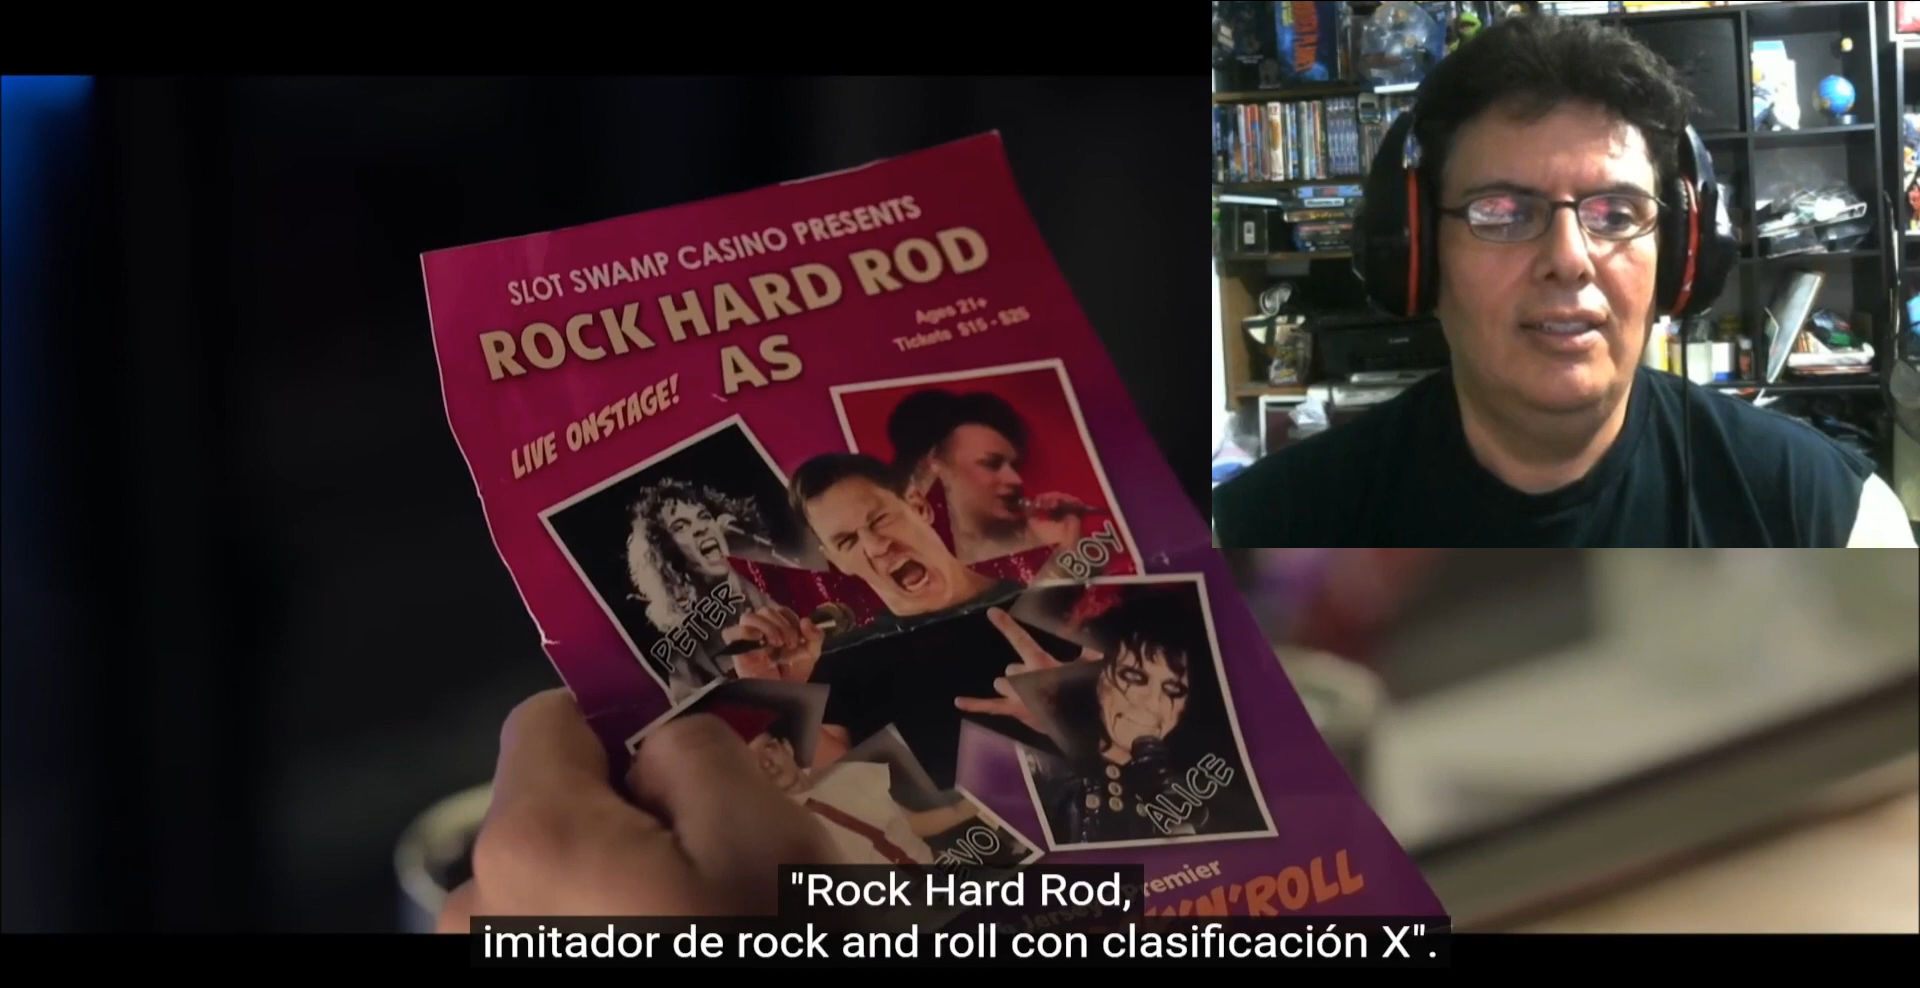 SLOT SWAMP CASINO PRESENTS
ROCK HARD ROD
AS
Ages 21+
Tickets $15 - $25
LIVE ONSTAGE!
PETER
BOY
ALICE
"Rock Hard Rod,
imitador de rock and roll con clasificación X".